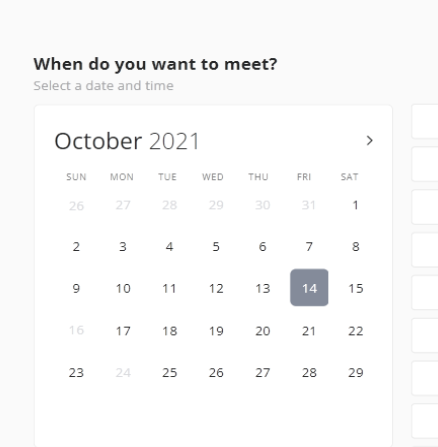 When do you want to meet?
Select a date and time
October 2021
SUN MON TUE WED THU FRI SAT
26 27 28 29 30 31 1
2 3 4 5 6 7 8
9 10 11 12 13 14 15
16 17 18 19 20 21 22
23 24 25 26 27 28 29